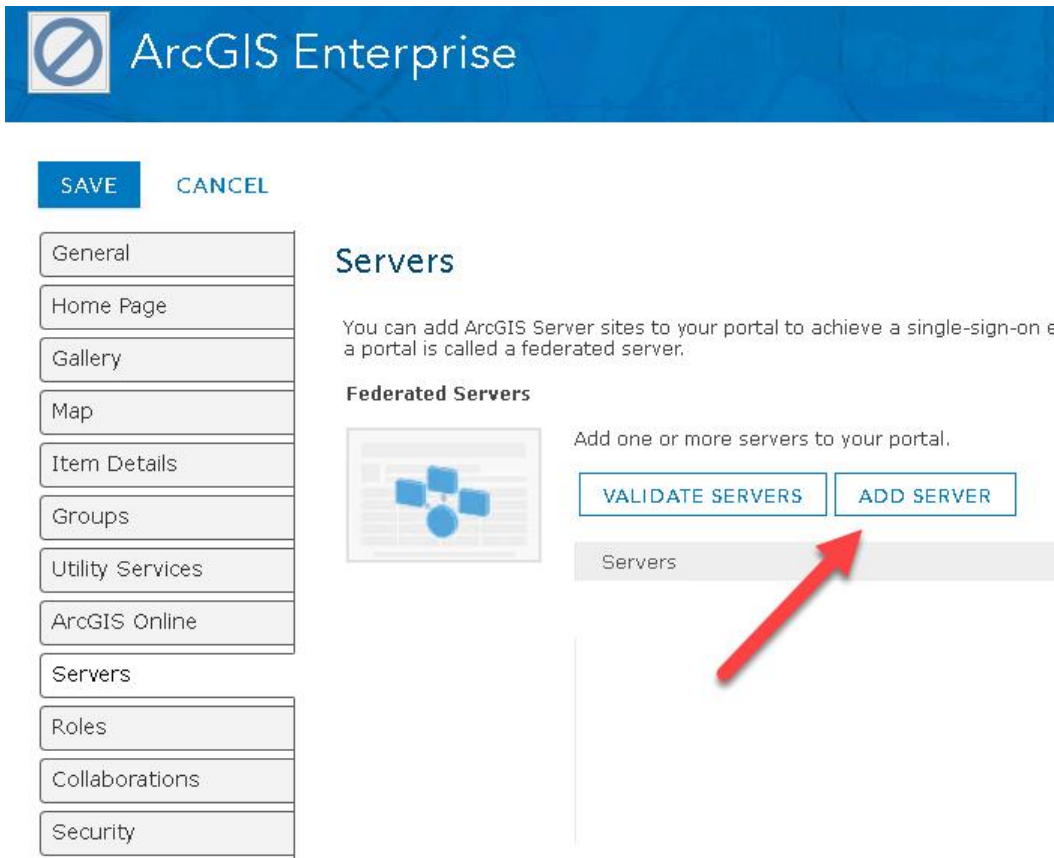 ArcGIS Enterprise
SAVE
CANCEL
General
Home Page
Gallery
Map
Item Details
Groups
Utility Services
ArcGIS Online
Servers
Roles
Collaborations
Security
Servers
You can add ArcGIS Server sites to your portal to achieve a single-sign-on
a portal is called a federated server.
Federated Servers
Add one or more servers to your portal.
VALIDATE SERVERS
ADD SERVER
Servers